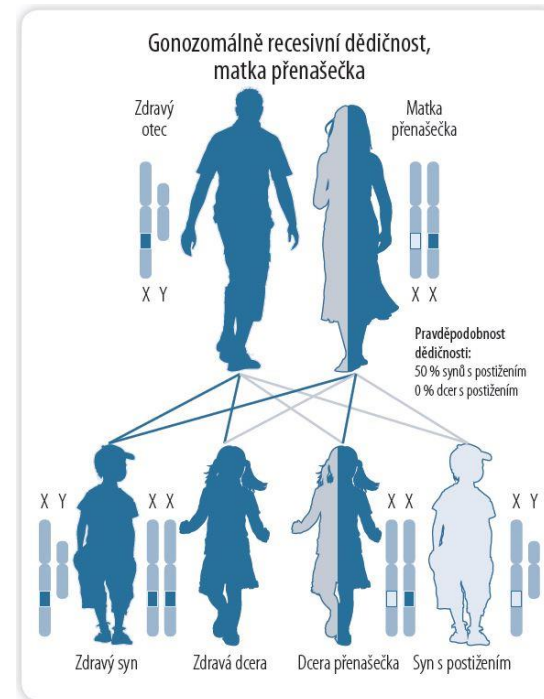 Gonozomálně recesivní dědičnost,
matka přenašečka
Zdravý
otec
Matka
přenašečka
X Y
X X
Pravděpodobnost
dědičnosti:
50 % synů s postižením
0 % dcer s postižením
X Y
X X
X X
X Y
Zdravý syn
Zdravá dcera
Dcera přenašečka
Syn s postižením